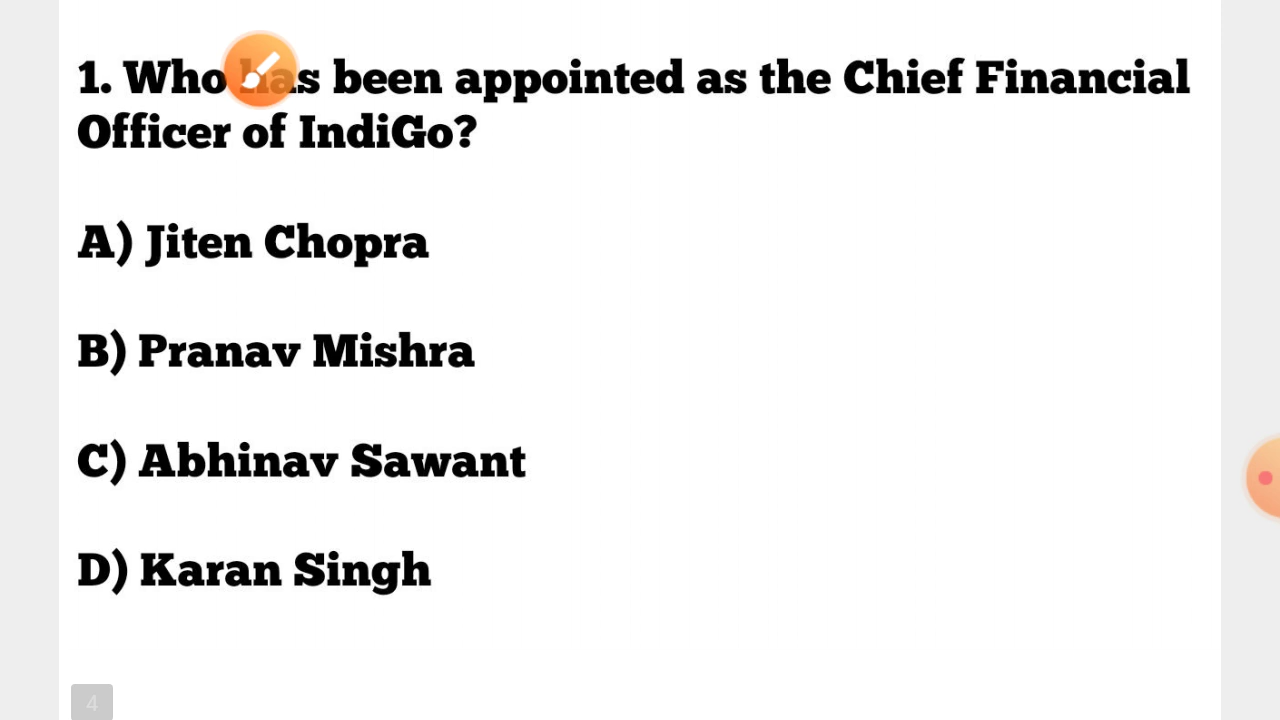 1. Who has been appointed as the Chief Financial
Officer of IndiGo?
A) Jiten Chopra
B) Pranav Mishra
C) Abhinav Sawant
D) Karan Singh
4